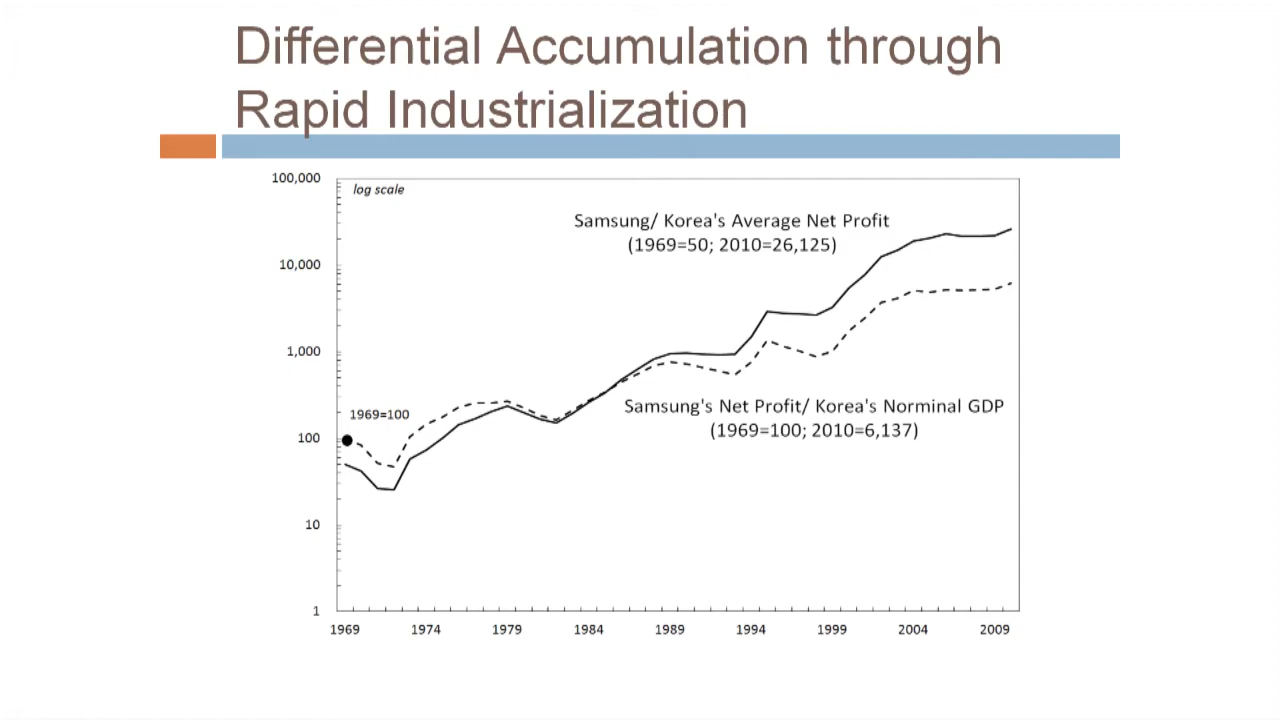 Differential Accumulation through
Rapid Industrialization
100,000
log scale
Samsung/ Korea's Average Net Profit
(1969=50; 2010=26,125)
10,000
1,000
Samsung's Net Profit/ Korea's Norminal GDP
(1969=100; 2010=6,137)
1969=100
100
10
1
1969 1974 1979 1984 1989 1994 1999 2004 2009